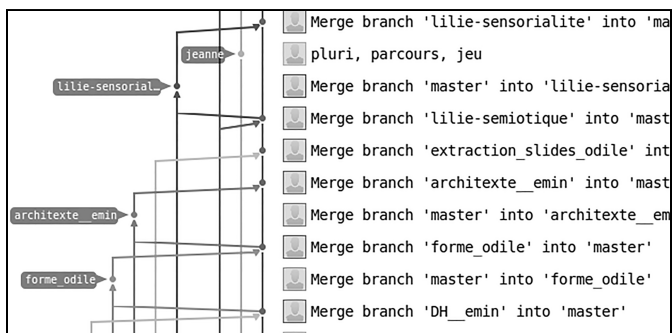 Merge branch 'lilie-sensorialite' into 'ma
jeanne
pluri, parcours, jeu
lilie-sensorial…
Merge branch 'master' into 'lilie-sensoria
Merge branch 'lilie-semiotique' into 'mast
Merge branch 'extraction_slides_odile' int
Merge branch 'architexte__emin' into 'mast
architexte__emin
Merge branch 'master' into 'architexte__em
Merge branch 'forme_odile' into 'master'
forme_odile
Merge branch 'master' into 'forme_odile'
Merge branch 'DH__emin' into 'master'